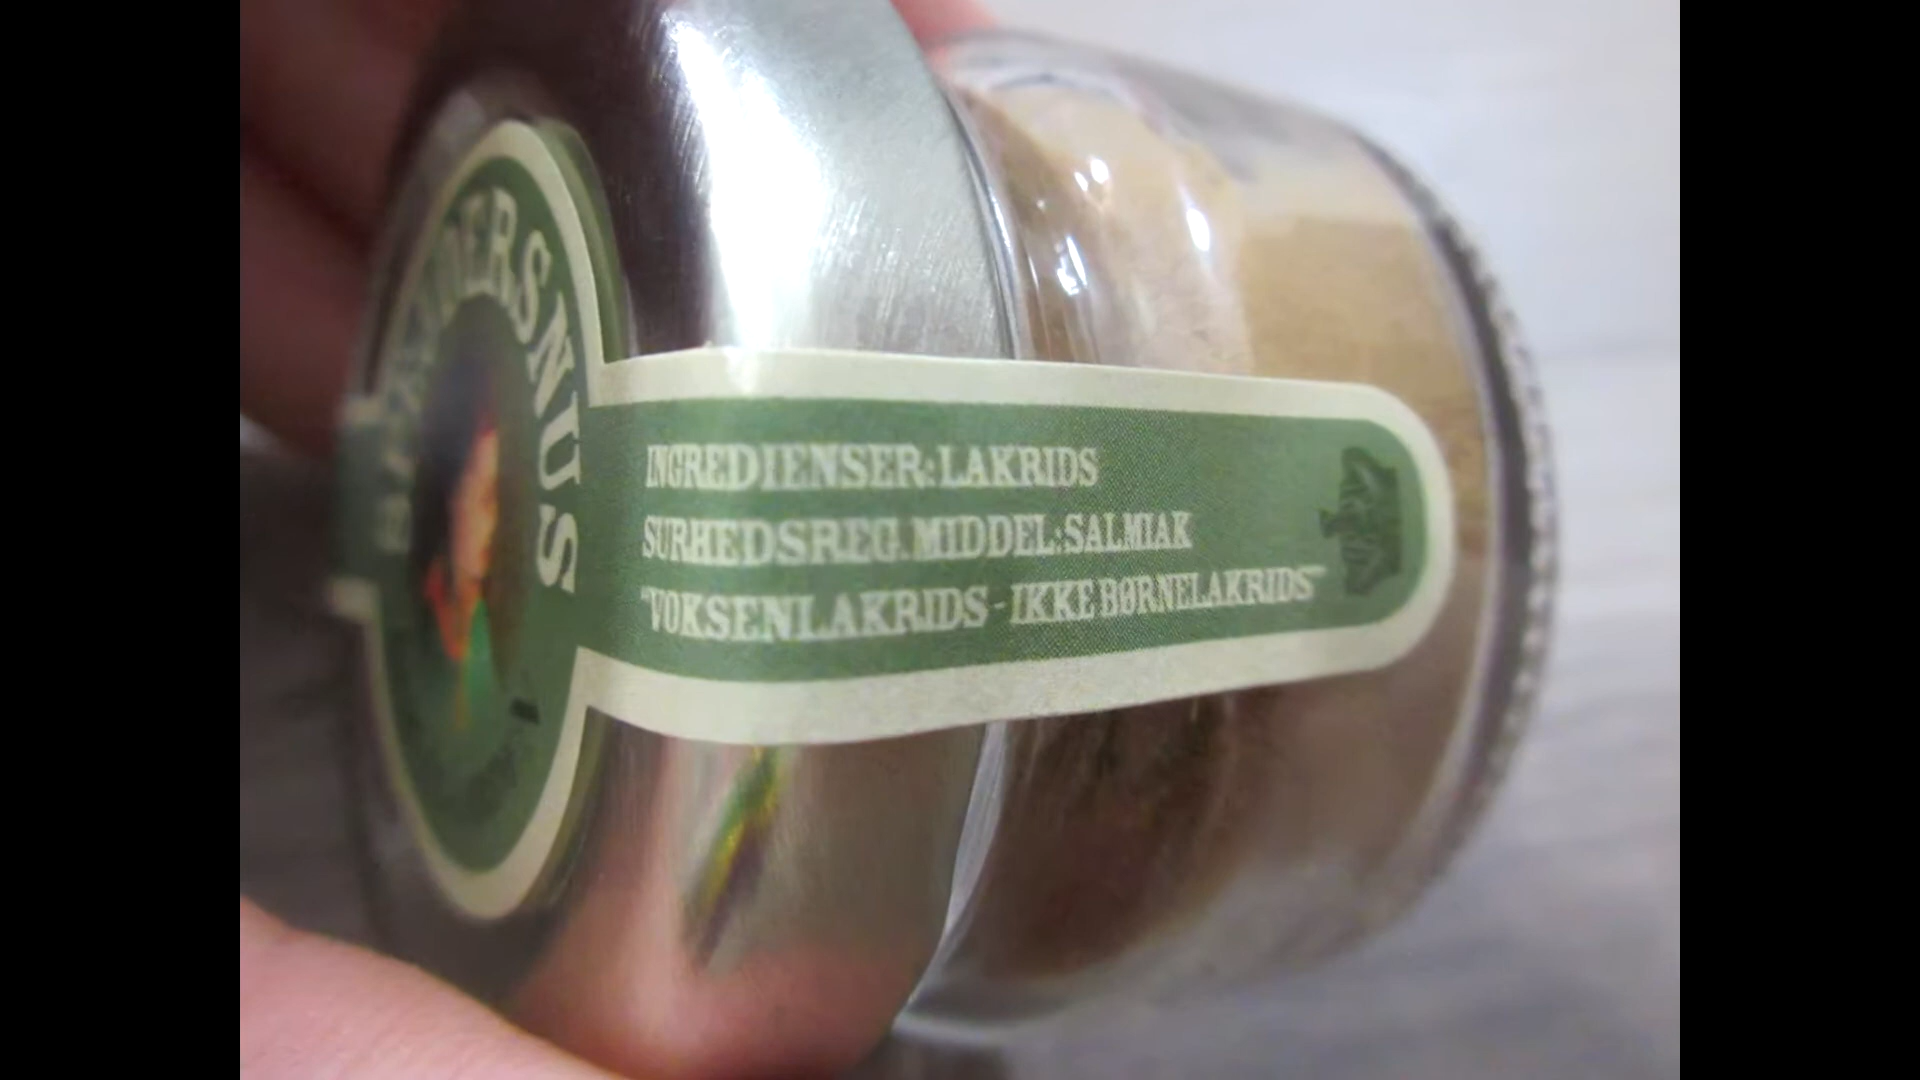 INGREDIENSER: LAKRIDS
SURHEDSREG. MIDDEL: SALMIAK
"VOKSENLAKRIDS - IKKE BØRNELAKRIDS"